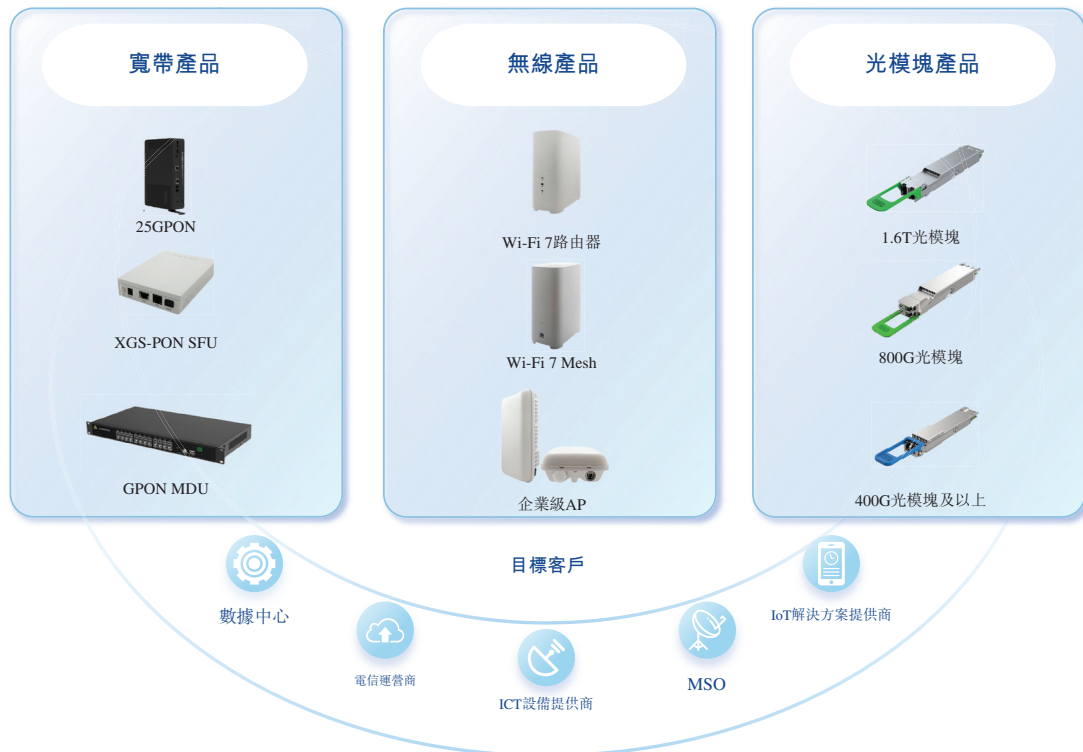 寬帶產品
25GPON
XGS-PON SFU
GPON MDU
無線產品
Wi-Fi 7路由器
Wi-Fi 7 Mesh
企業級AP
光模塊產品
1.6T光模塊
800G光模塊
400G光模塊及以上
目標客戶
數據中心
電信運營商
ICT設備提供商
MSO
IoT解決方案提供商